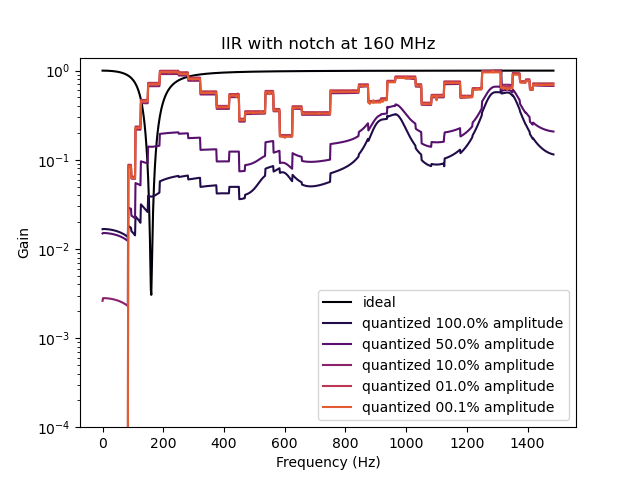 IIR with notch at 160 MHz
Gain
10⁰
10⁻¹
10⁻²
10⁻³
10⁻⁴
ideal
quantized 100.0% amplitude
quantized 50.0% amplitude
quantized 10.0% amplitude
quantized 01.0% amplitude
quantized 00.1% amplitude
0 200 400 600 800 1000 1200 1400
Frequency (Hz)